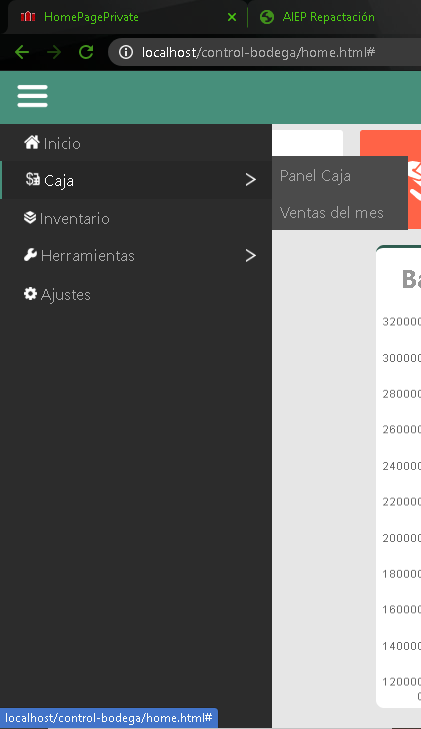 HomePagePrivate
AIEP Repactación
localhost/control-bodega/home.html#
Inicio
Caja
Panel Caja
Ventas del mes
Inventario
Herramientas
Ajustes
320000
300000
280000
260000
240000
220000
200000
180000
160000
140000
120000
localhost/control-bodega/home.html#